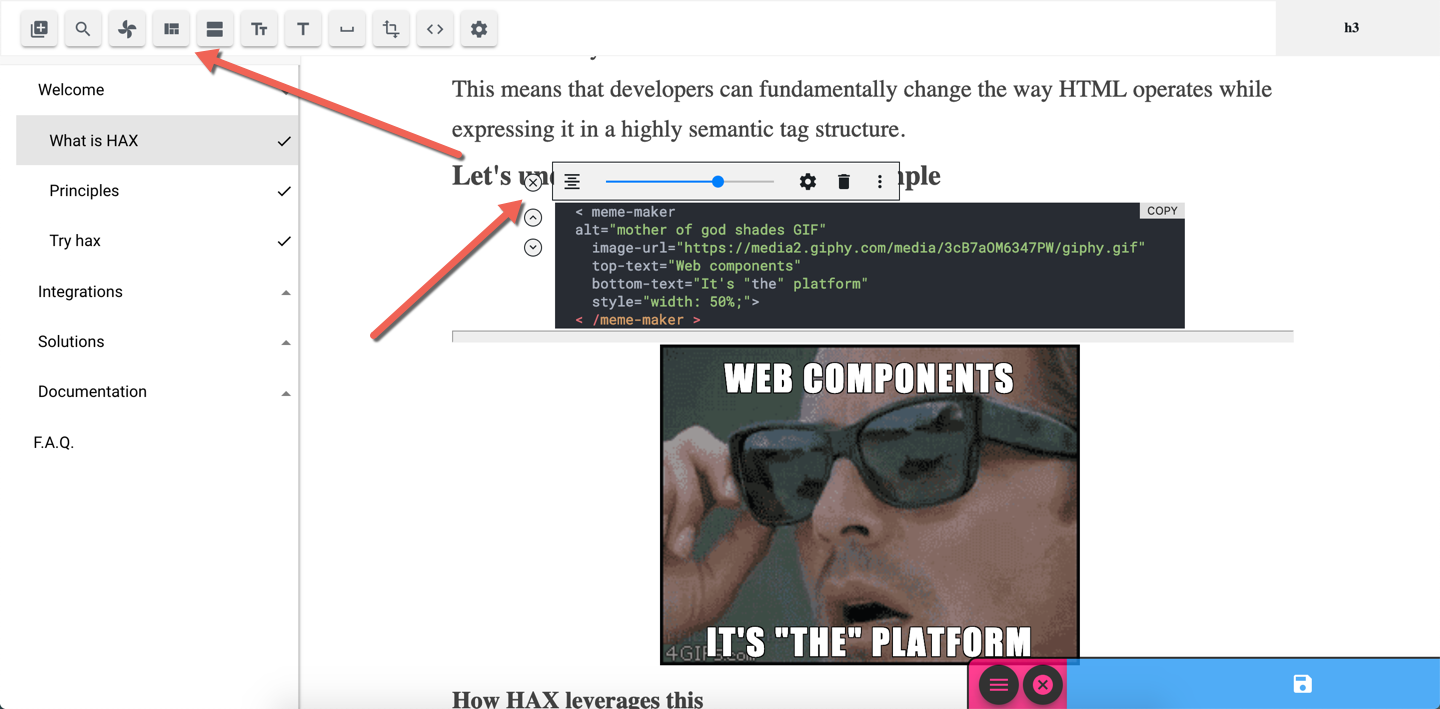 h3
Welcome
What is HAX
Principles
Try hax
Integrations
Solutions
Documentation
F.A.Q.
This means that developers can fundamentally change the way HTML operates while
expressing it in a highly semantic tag structure.
Let's
COPY
< meme-maker
alt="mother of god shades GIF"
image-url="https://media2.giphy.com/media/3cB7aOM6347PW/giphy.gif"
top-text="Web components"
bottom-text="It's "the" platform"
style="width: 50%;">
< /meme-maker >
WEB COMPONENTS
IT'S "THE" PLATFORM
4GIFs.com
How HAX leverages this